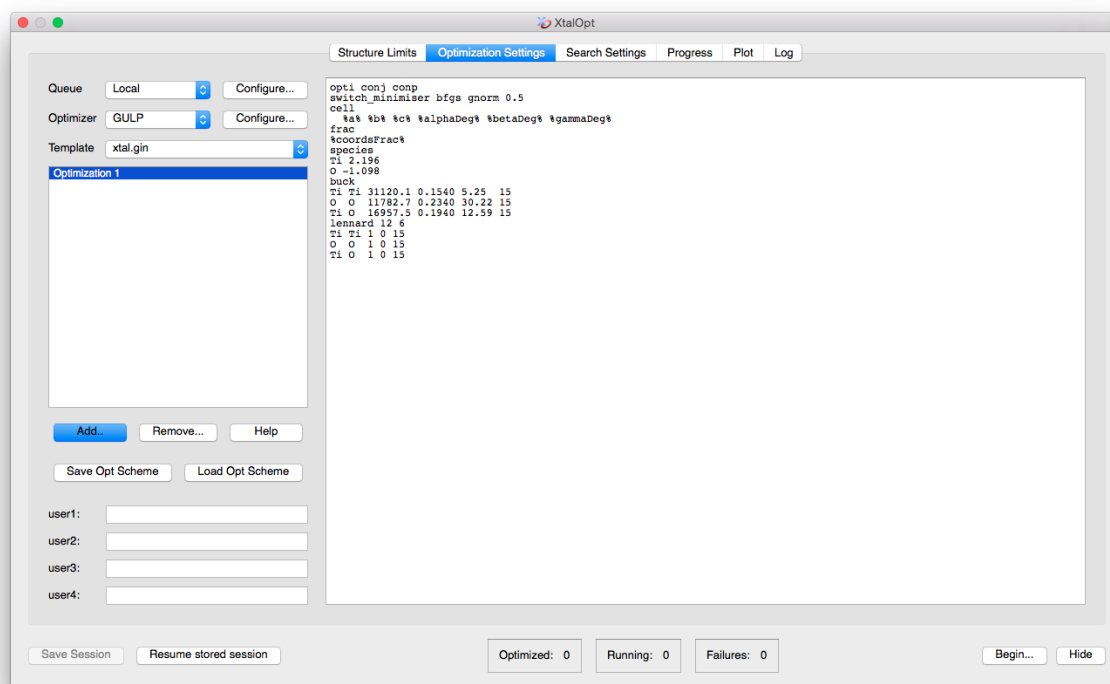 XtalOpt
Structure Limits Optimization Settings Search Settings Progress Plot Log
Queue Local Configure...
Optimizer GULP Configure...
Template xtal.gin
Optimization 1
Add.. Remove... Help
Save Opt Scheme Load Opt Scheme
user1:
user2:
user3:
user4:
opti conj conp
switch_minimiser bfgs gnorm 0.5
cell
  %a% %b% %c% %alphaDeg% %betaDeg% %gammaDeg%
frac
%coordsFrac%
species
Ti 2.196
O -1.098
buck
Ti Ti 31120.1 0.1540 5.25  15
O  O  11782.7 0.2340 30.22 15
Ti O  16957.5 0.1940 12.59 15
lennard 12 6
Ti Ti 1 0 15
O  O  1 0 15
Ti O  1 0 15
Save Session Resume stored session Optimized: 0 Running: 0 Failures: 0 Begin... Hide